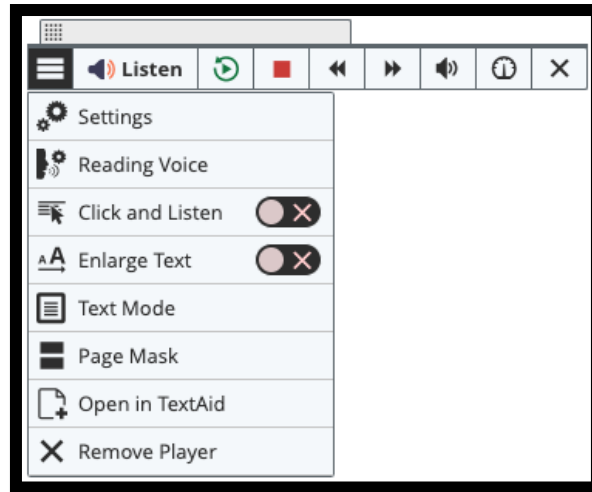 Listen
Settings
Reading Voice
Click and Listen
Enlarge Text
Text Mode
Page Mask
Open in TextAid
Remove Player